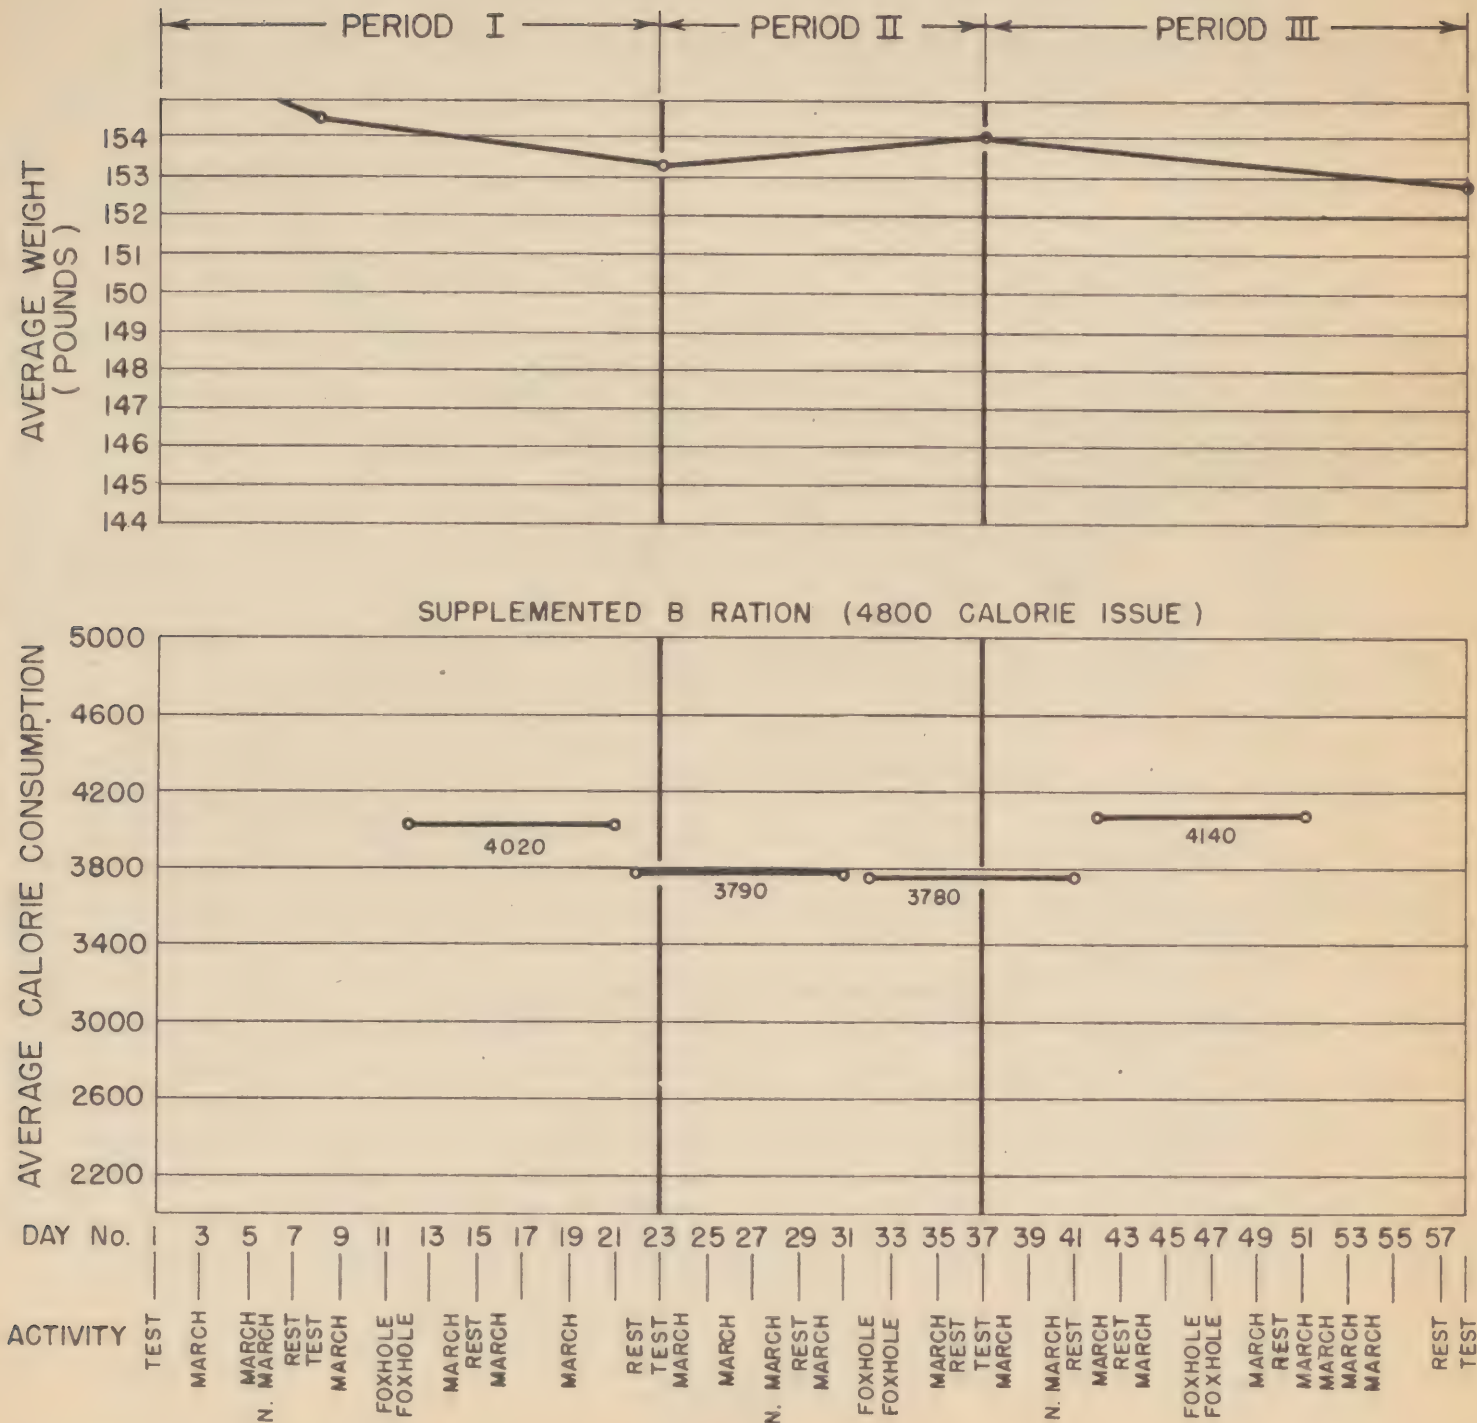 PERIOD I PERIOD II PERIOD III
AVERAGE WEIGHT
(POUNDS)
154
153
152
151
150
149
148
147
146
145
144
SUPPLEMENTED B RATION (4800 CALORIE ISSUE)
AVERAGE CALORIE CONSUMPTION
5000
4600
4200
3800
3400
3000
2600
2200
4020
3790
3780
4140
DAY No. 1 3 5 7 9 11 13 15 17 19 21 23 25 27 29 31 33 35 37 39 41 43 45 47 49 51 53 55 57
ACTIVITY
TEST
MARCH
MARCH
N. MARCH
REST
TEST
MARCH
FOXHOLE
FOXHOLE
MARCH
REST
MARCH
MARCH
REST
TEST
MARCH
MARCH
N. MARCH
REST
MARCH
FOXHOLE
FOXHOLE
MARCH
REST
TEST
MARCH
N. MARCH
REST
MARCH
REST
MARCH
FOXHOLE
FOXHOLE
MARCH
REST
MARCH
MARCH
MARCH
MARCH
REST
TEST